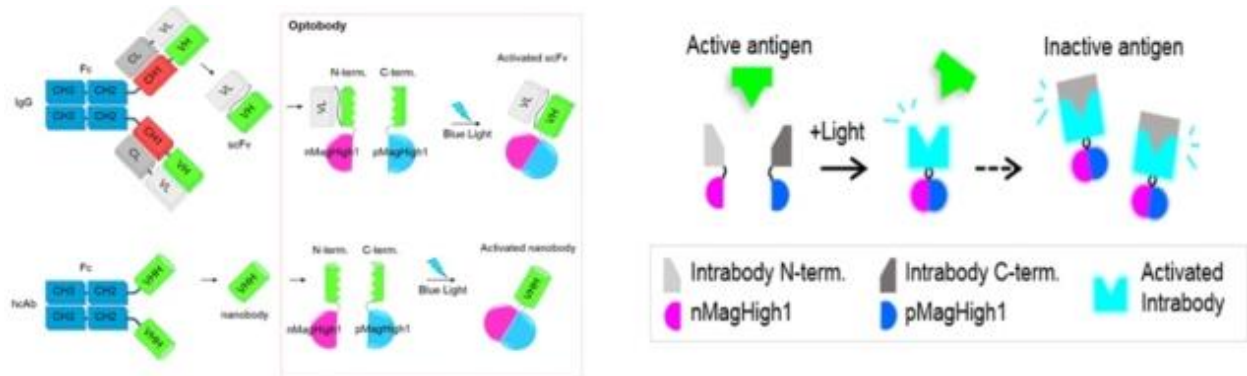 Optobody
Fc
CL
VL
VH
CH1
IgG
CH3
CH2
CH3
CH2
CH1
CL
VL
VH
VL
VH
scFv
N-term.
C-term.
VL
nMagHigh1
pMagHigh1
Blue Light
Activated scFv
VL
VH
Fc
hcAb
CH3
CH2
CH3
CH2
VHH
VHH
VHH
nanobody
N-term.
C-term.
nMagHigh1
pMagHigh1
Blue Light
Activated nanobody
VHH
Active antigen
Inactive antigen
+Light
Intrabody N-term.
Intrabody C-term.
Activated
Intrabody
nMagHigh1
pMagHigh1